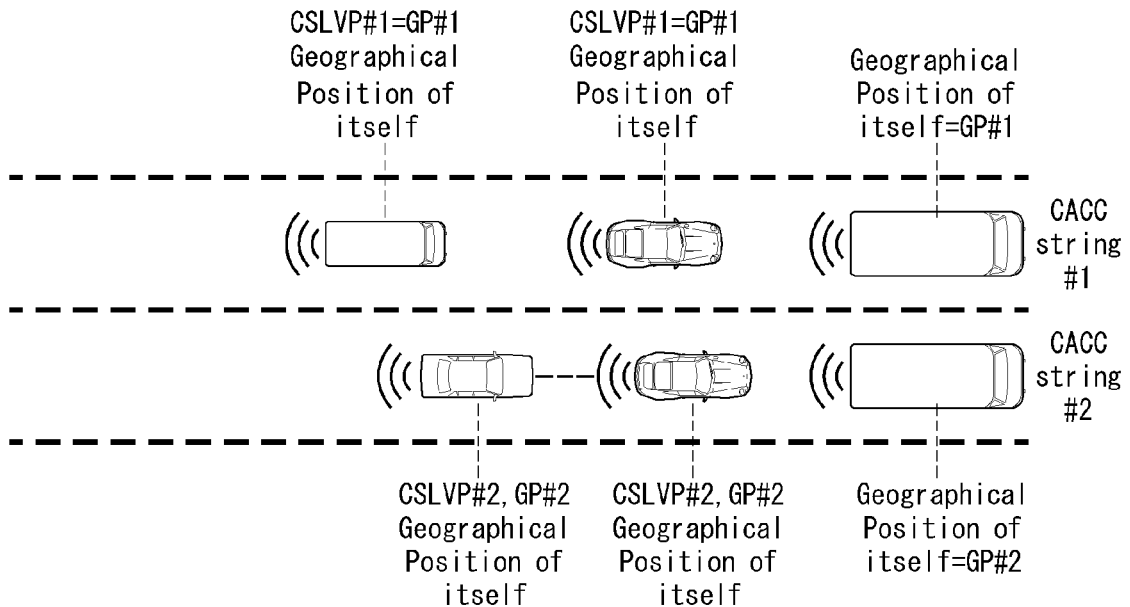 CSLVP#1=GP#1
Geographical
Position of
itself
CSLVP#1=GP#1
Geographical
Position of
itself
Geographical
Position of
itself=GP#1
CACC
string
#1
CACC
string
#2
CSLVP#2, GP#2
Geographical
Position of
itself
CSLVP#2, GP#2
Geographical
Position of
itself
Geographical
Position of
itself=GP#2